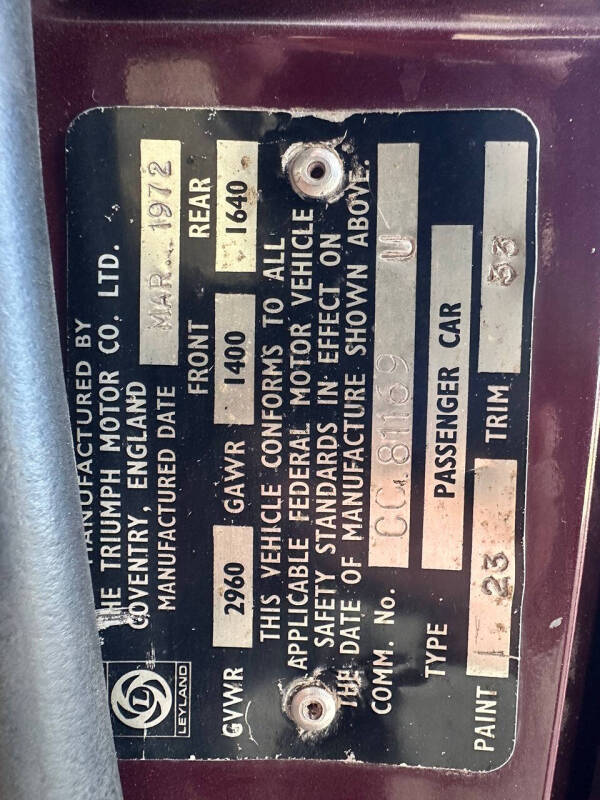 MANUFACTURED BY
THE TRIUMPH MOTOR CO. LTD.
COVENTRY, ENGLAND
MANUFACTURED DATE MAR. 1972
FRONT REAR
GVWR 2960 GAWR 1400 1640
THIS VEHICLE CONFORMS TO ALL
APPLICABLE FEDERAL MOTOR VEHICLE
SAFETY STANDARDS IN EFFECT ON
THE DATE OF MANUFACTURE SHOWN ABOVE.
COMM. No. CC.81169 U
TYPE PASSENGER CAR
PAINT 23 TRIM 33
L
LEYLAND